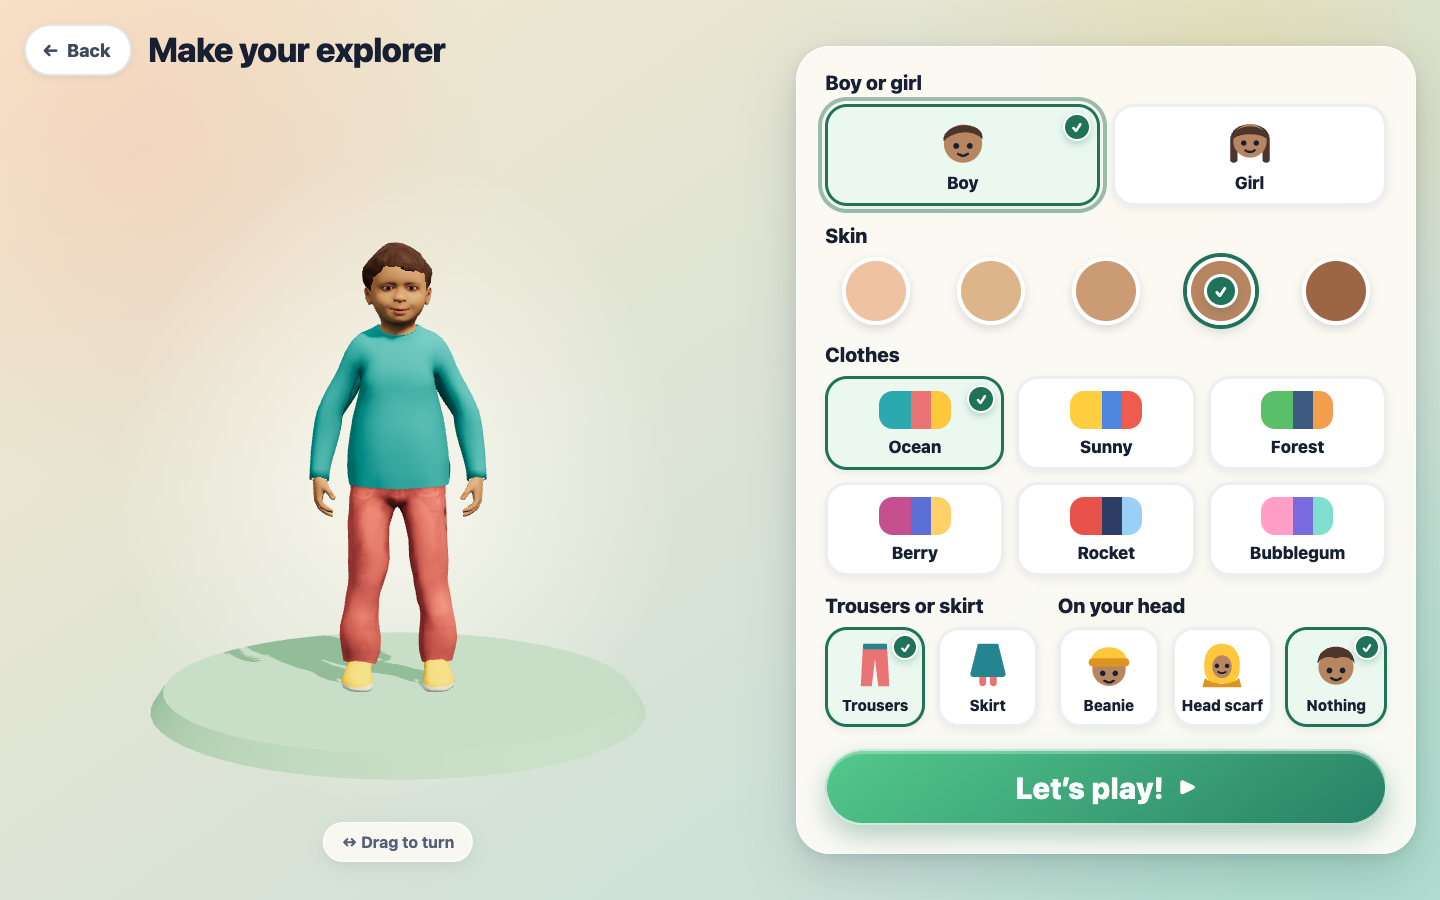 ← Back
Make your explorer
Boy or girl
Boy
Girl
Skin
Clothes
Ocean
Sunny
Forest
Berry
Rocket
Bubblegum
Trousers or skirt
On your head
Trousers
Skirt
Beanie
Head scarf
Nothing
Let's play!
↔ Drag to turn